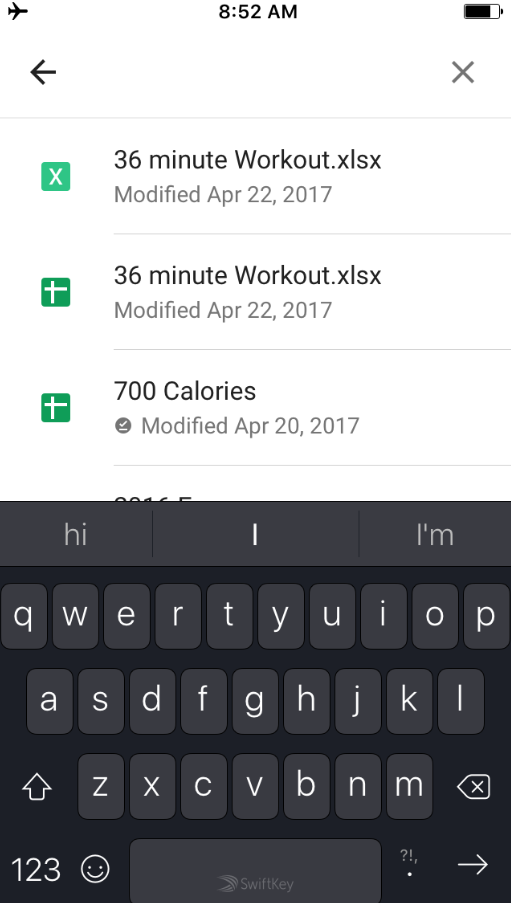 8:52 AM
36 minute Workout.xlsx
Modified Apr 22, 2017
36 minute Workout.xlsx
Modified Apr 22, 2017
700 Calories
Modified Apr 20, 2017
hi I I'm
q w e r t y u i o p
a s d f g h j k l
z x c v b n m
123 SwiftKey ?!, .